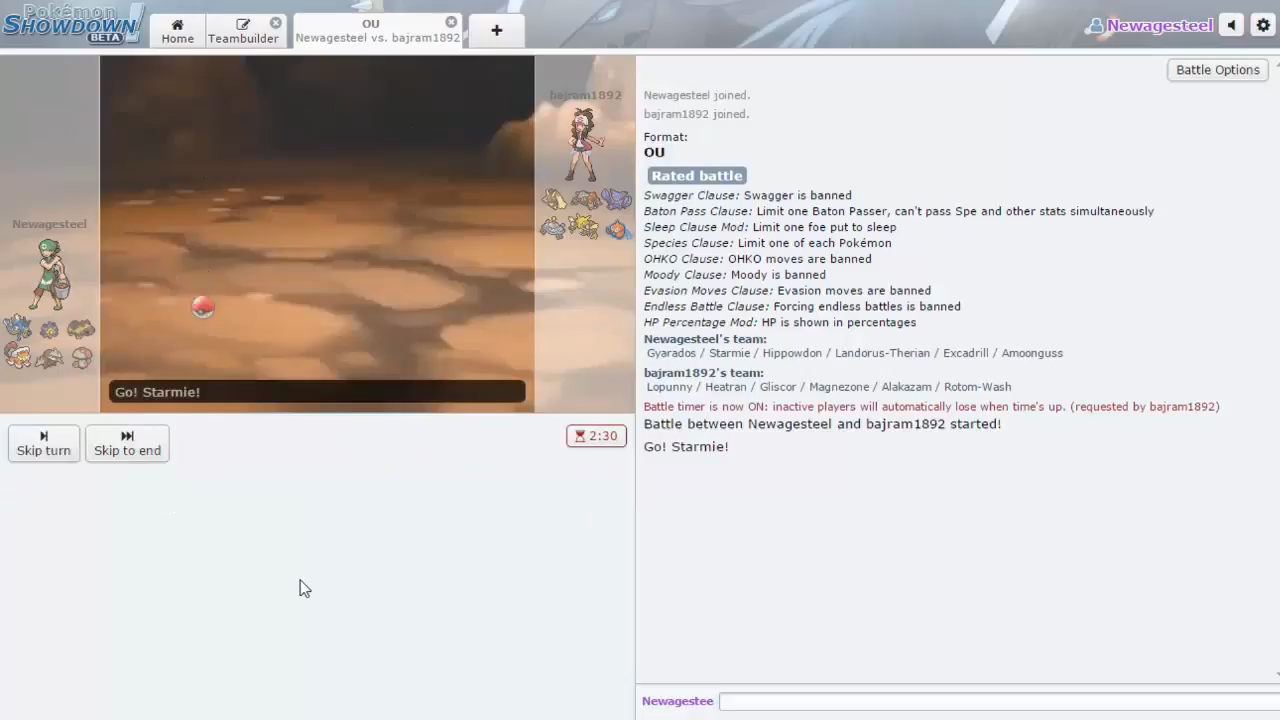 Pokémon
SHOWDOWN
BETA
Home
Teambuilder
OU
Newagesteel vs. bajram1892
+
Newagesteel
Battle Options
bajram1892
Newagesteel
Go! Starmie!
Skip turn
Skip to end
2:30
Newagesteel joined.
bajram1892 joined.
Format:
OU
Rated battle
Swagger Clause: Swagger is banned
Baton Pass Clause: Limit one Baton Passer, can't pass Spe and other stats simultaneously
Sleep Clause Mod: Limit one foe put to sleep
Species Clause: Limit one of each Pokémon
OHKO Clause: OHKO moves are banned
Moody Clause: Moody is banned
Evasion Moves Clause: Evasion moves are banned
Endless Battle Clause: Forcing endless battles is banned
HP Percentage Mod: HP is shown in percentages
Newagesteel's team:
Gyarados / Starmie / Hippowdon / Landorus-Therian / Excadrill / Amoonguss
bajram1892's team:
Lopunny / Heatran / Gliscor / Magnezone / Alakazam / Rotom-Wash
Battle timer is now ON: inactive players will automatically lose when time's up. (requested by bajram1892)
Battle between Newagesteel and bajram1892 started!
Go! Starmie!
Newagestee